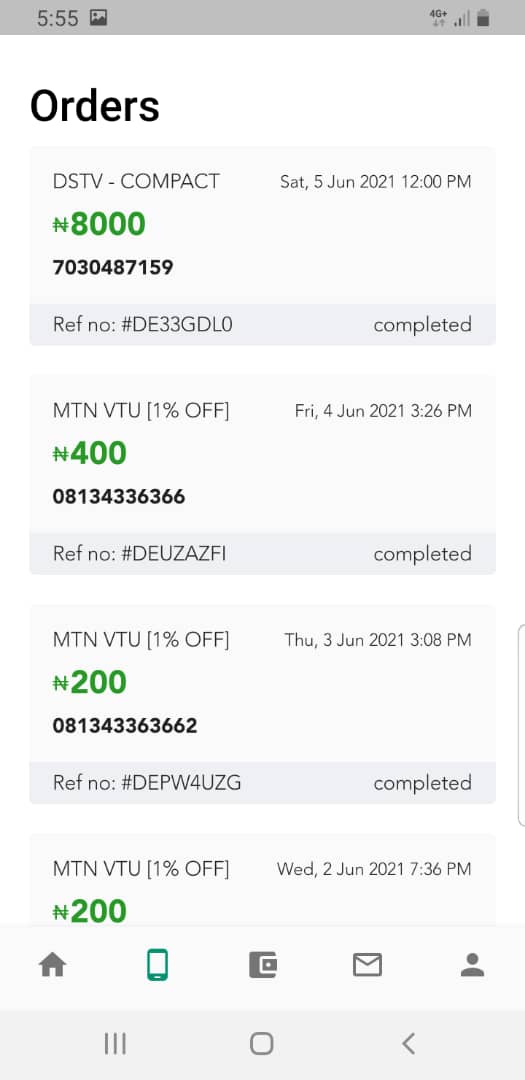 5:55
4G+
Orders
DSTV - COMPACT Sat, 5 Jun 2021 12:00 PM
₦8000
7030487159
Ref no: #DE33GDL0 completed
MTN VTU [1% OFF] Fri, 4 Jun 2021 3:26 PM
₦400
08134336366
Ref no: #DEUZAZFI completed
MTN VTU [1% OFF] Thu, 3 Jun 2021 3:08 PM
₦200
081343363662
Ref no: #DEPW4UZG completed
MTN VTU [1% OFF] Wed, 2 Jun 2021 7:36 PM
₦200